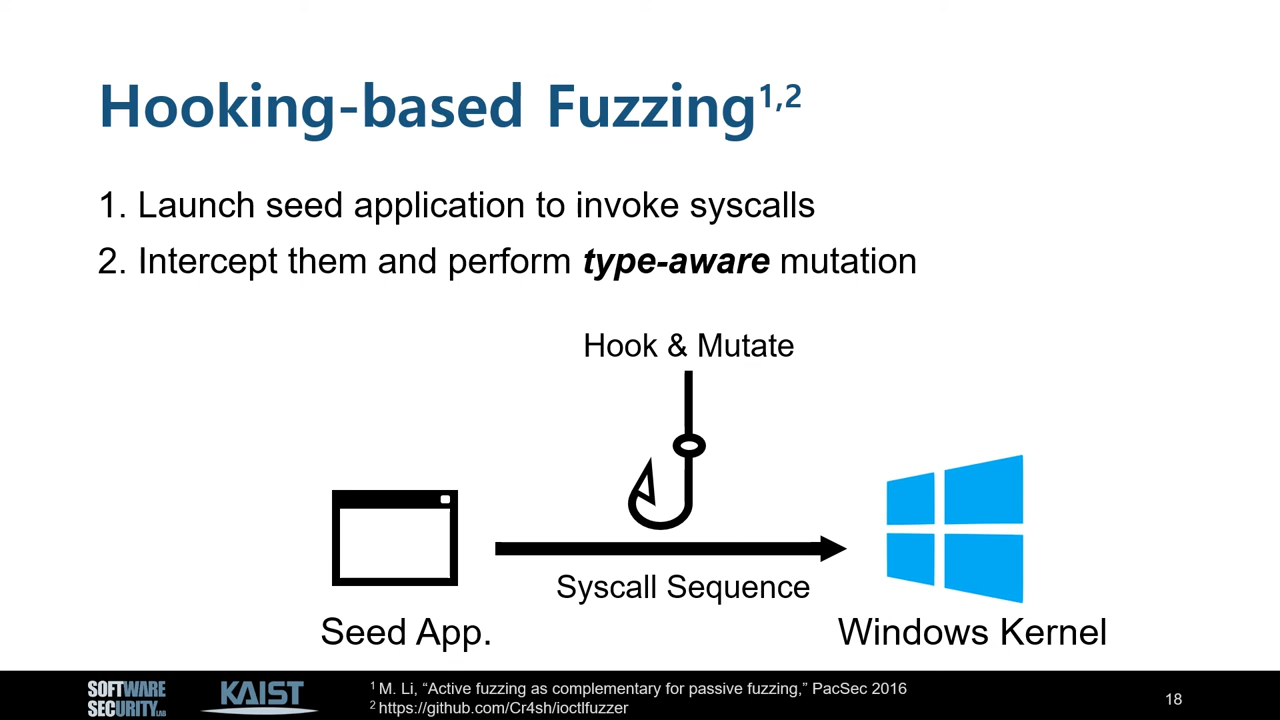 Hooking-based Fuzzing1,2
1. Launch seed application to invoke syscalls
2. Intercept them and perform type-aware mutation
Hook & Mutate
Syscall Sequence
Seed App.
Windows Kernel
SOFTWARE
SECURITY LAB
KAIST
1 M. Li, “Active fuzzing as complementary for passive fuzzing,” PacSec 2016
2 https://github.com/Cr4sh/ioctlfuzzer
18